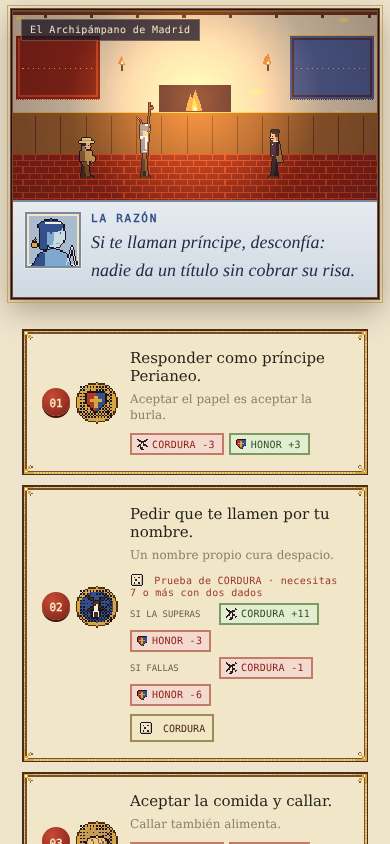 El Archipámpano de Madrid
LA RAZÓN
Si te llaman príncipe, desconfía:
nadie da un título sin cobrar su risa.
01
Responder como príncipe
Perianeo.
Aceptar el papel es aceptar la
burla.
CORDURA -3 HONOR +3
02
Pedir que te llamen por tu
nombre.
Un nombre propio cura despacio.
Prueba de CORDURA · necesitas
7 o más con dos dados
SI LA SUPERAS CORDURA +11
HONOR -3
SI FALLAS CORDURA -1
HONOR -6
CORDURA
03
Aceptar la comida y callar.
Callar también alimenta.